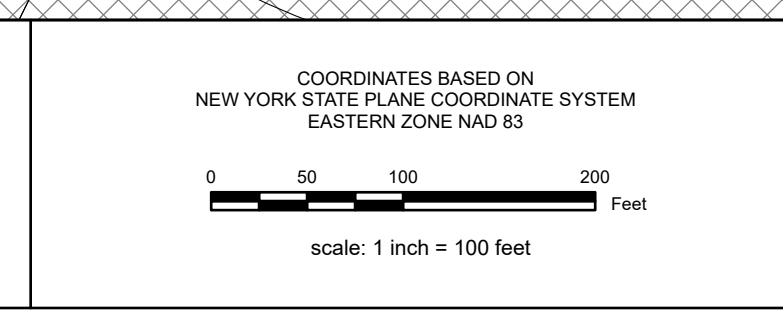 COORDINATES BASED ON
NEW YORK STATE PLANE COORDINATE SYSTEM
EASTERN ZONE NAD 83
0 50 100 200
Feet
scale: 1 inch = 100 feet